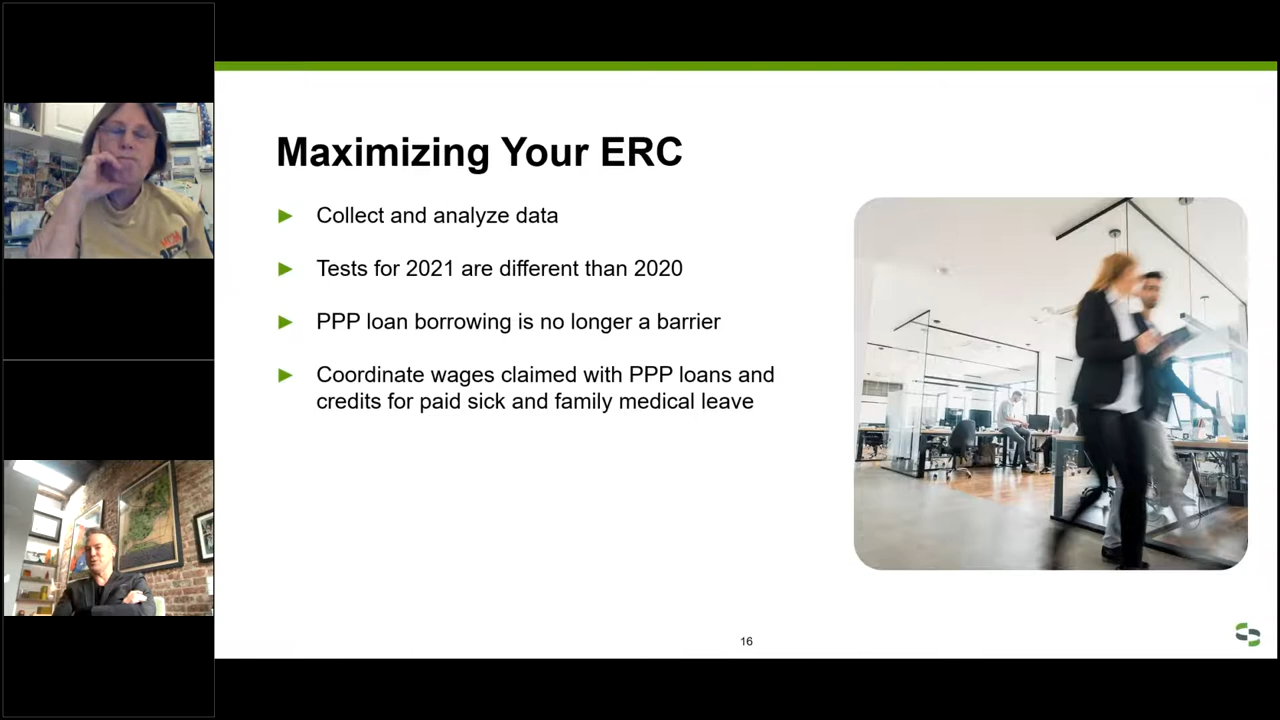 Maximizing Your ERC
► Collect and analyze data
► Tests for 2021 are different than 2020
► PPP loan borrowing is no longer a barrier
► Coordinate wages claimed with PPP loans and
credits for paid sick and family medical leave
16